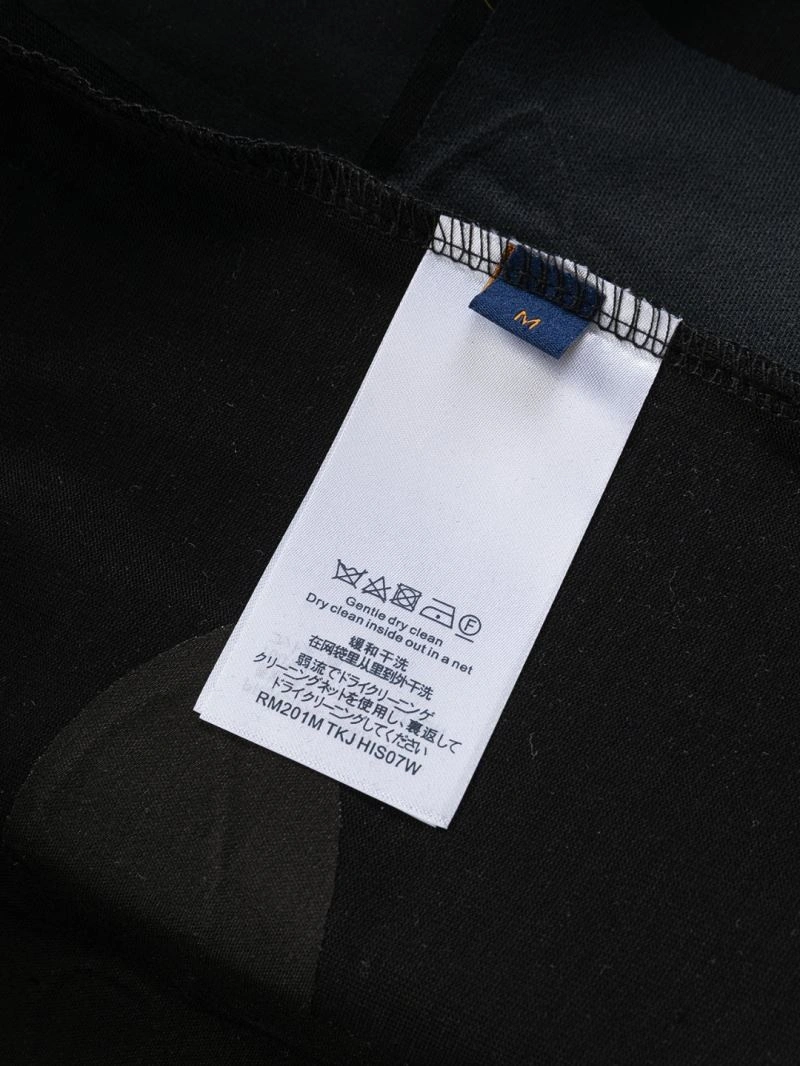 M
F
Gentle dry clean
Dry clean inside out in a net
缓和干洗
在网袋里从里到外干洗
弱流でドライクリーニング
クリーニングネットを使用し、裏返して
ドライクリーニングしてください
RM201M TKJ HIS07W